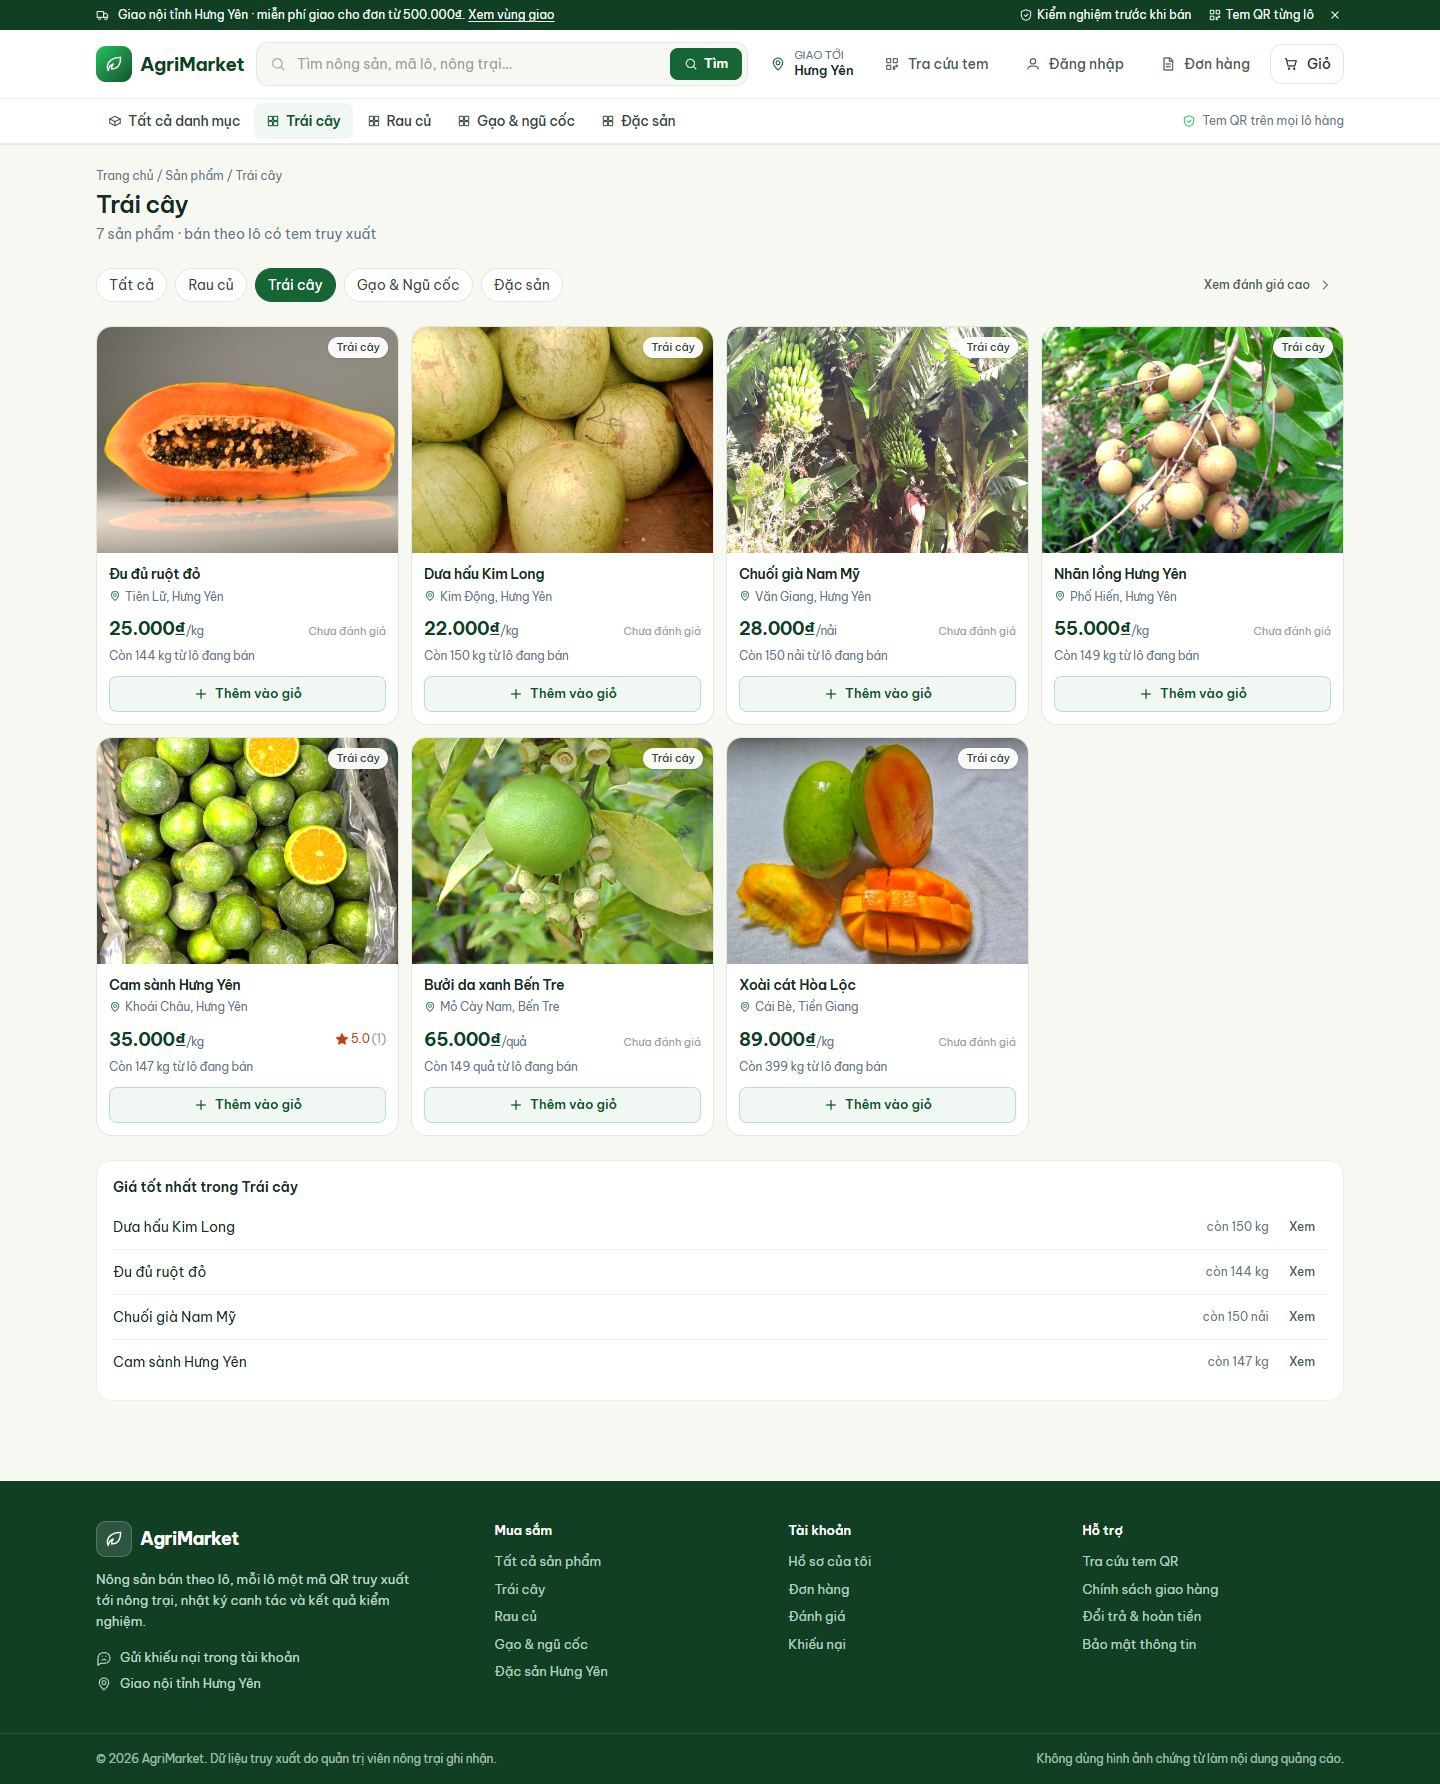 Giao nội tỉnh Hưng Yên · miễn phí giao cho đơn từ 500.000₫. Xem vùng giao
Kiểm nghiệm trước khi bán
Tem QR từng lô
AgriMarket
Tìm nông sản, mã lô, nông trại...
Tìm
GIAO TỚI
Hưng Yên
Tra cứu tem
Đăng nhập
Đơn hàng
Giỏ
Tất cả danh mục
Trái cây
Rau củ
Gạo & ngũ cốc
Đặc sản
Tem QR trên mọi lô hàng
Trang chủ / Sản phẩm / Trái cây
Trái cây
7 sản phẩm · bán theo lô có tem truy xuất
Tất cả
Rau củ
Trái cây
Gạo & Ngũ cốc
Đặc sản
Xem đánh giá cao
Trái cây
Trái cây
Trái cây
Trái cây
Đu đủ ruột đỏ
Tiên Lữ, Hưng Yên
25.000₫/kg
Chưa đánh giá
Còn 144 kg từ lô đang bán
Thêm vào giỏ
Dưa hấu Kim Long
Kim Động, Hưng Yên
22.000₫/kg
Chưa đánh giá
Còn 150 kg từ lô đang bán
Thêm vào giỏ
Chuối già Nam Mỹ
Văn Giang, Hưng Yên
28.000₫/nải
Chưa đánh giá
Còn 150 nải từ lô đang bán
Thêm vào giỏ
Nhãn lồng Hưng Yên
Phố Hiến, Hưng Yên
55.000₫/kg
Chưa đánh giá
Còn 149 kg từ lô đang bán
Thêm vào giỏ
Trái cây
Trái cây
Trái cây
Cam sành Hưng Yên
Khoái Châu, Hưng Yên
35.000₫/kg
5.0 (1)
Còn 147 kg từ lô đang bán
Thêm vào giỏ
Bưởi da xanh Bến Tre
Mỏ Cày Nam, Bến Tre
65.000₫/quả
Chưa đánh giá
Còn 149 quả từ lô đang bán
Thêm vào giỏ
Xoài cát Hòa Lộc
Cái Bè, Tiền Giang
89.000₫/kg
Chưa đánh giá
Còn 399 kg từ lô đang bán
Thêm vào giỏ
Giá tốt nhất trong Trái cây
Dưa hấu Kim Long
còn 150 kg
Xem
Đu đủ ruột đỏ
còn 144 kg
Xem
Chuối già Nam Mỹ
còn 150 nải
Xem
Cam sành Hưng Yên
còn 147 kg
Xem
AgriMarket
Nông sản bán theo lô, mỗi lô một mã QR truy xuất
tới nông trại, nhật ký canh tác và kết quả kiểm
nghiệm.
Gửi khiếu nại trong tài khoản
Giao nội tỉnh Hưng Yên
Mua sắm
Tất cả sản phẩm
Trái cây
Rau củ
Gạo & ngũ cốc
Đặc sản Hưng Yên
Tài khoản
Hồ sơ của tôi
Đơn hàng
Đánh giá
Khiếu nại
Hỗ trợ
Tra cứu tem QR
Chính sách giao hàng
Đổi trả & hoàn tiền
Bảo mật thông tin
© 2026 AgriMarket. Dữ liệu truy xuất do quản trị viên nông trại ghi nhận.
Không dùng hình ảnh chứng từ làm nội dung quảng cáo.